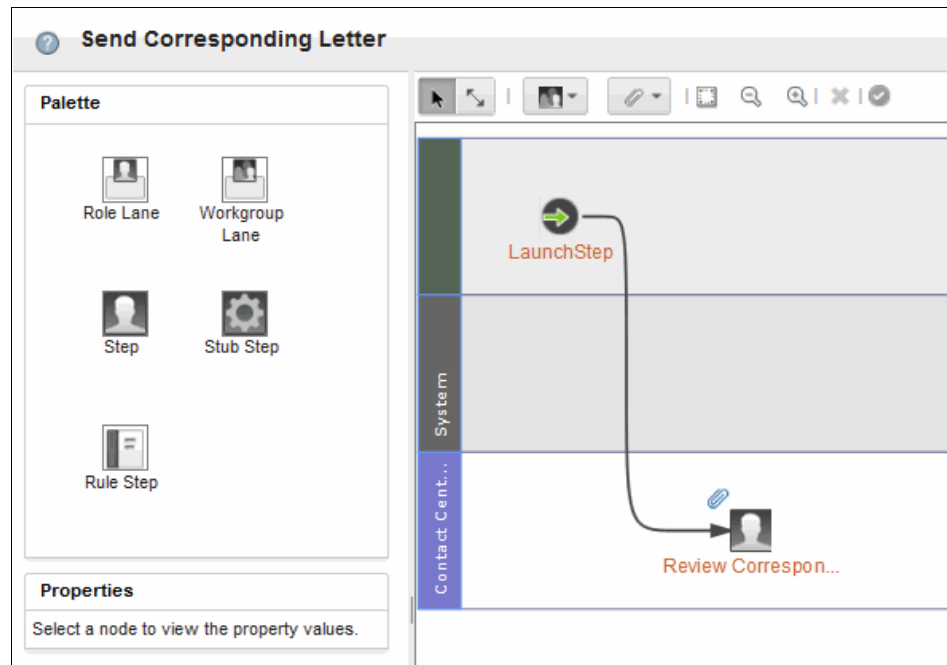 Send Corresponding Letter
Palette
Role Lane
Workgroup
Lane
Step
Stub Step
Rule Step
Properties
Select a node to view the property values.
LaunchStep
System
Contact Cent...
Review Correspon...